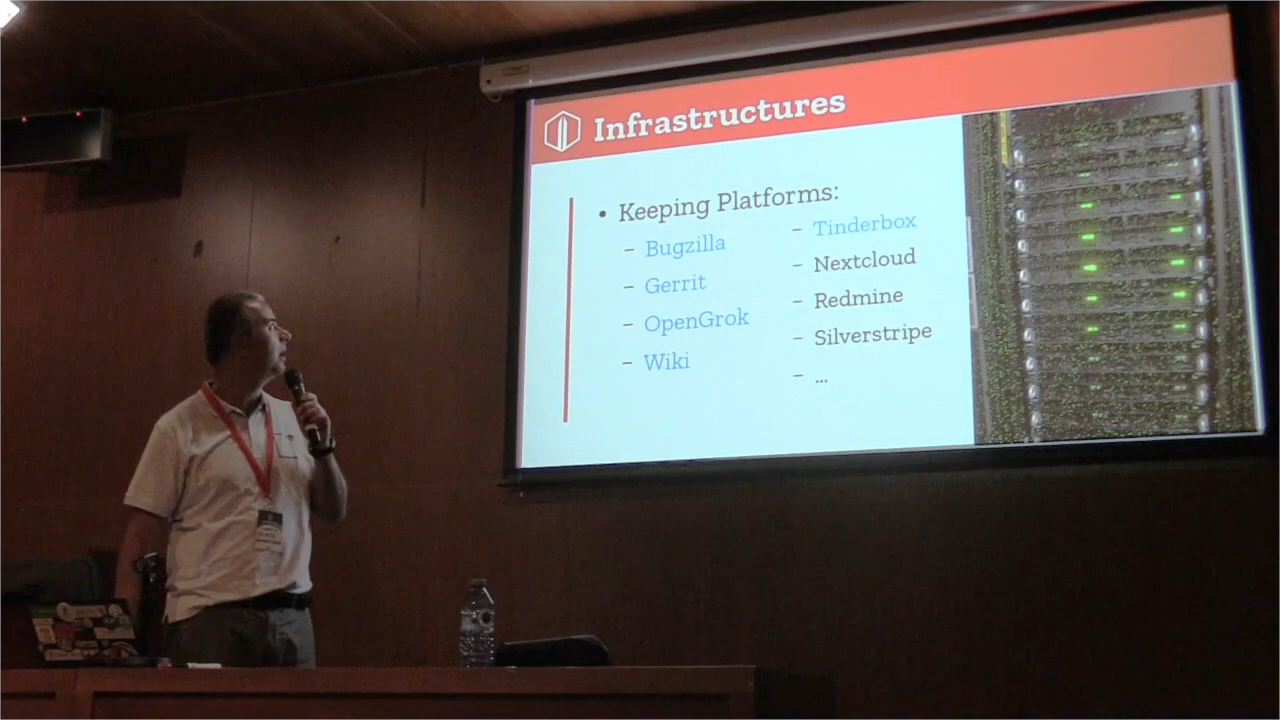 Infrastructures
• Keeping Platforms:
– Bugzilla
– Gerrit
– OpenGrok
– Wiki
– Tinderbox
– Nextcloud
– Redmine
– Silverstripe
– ...